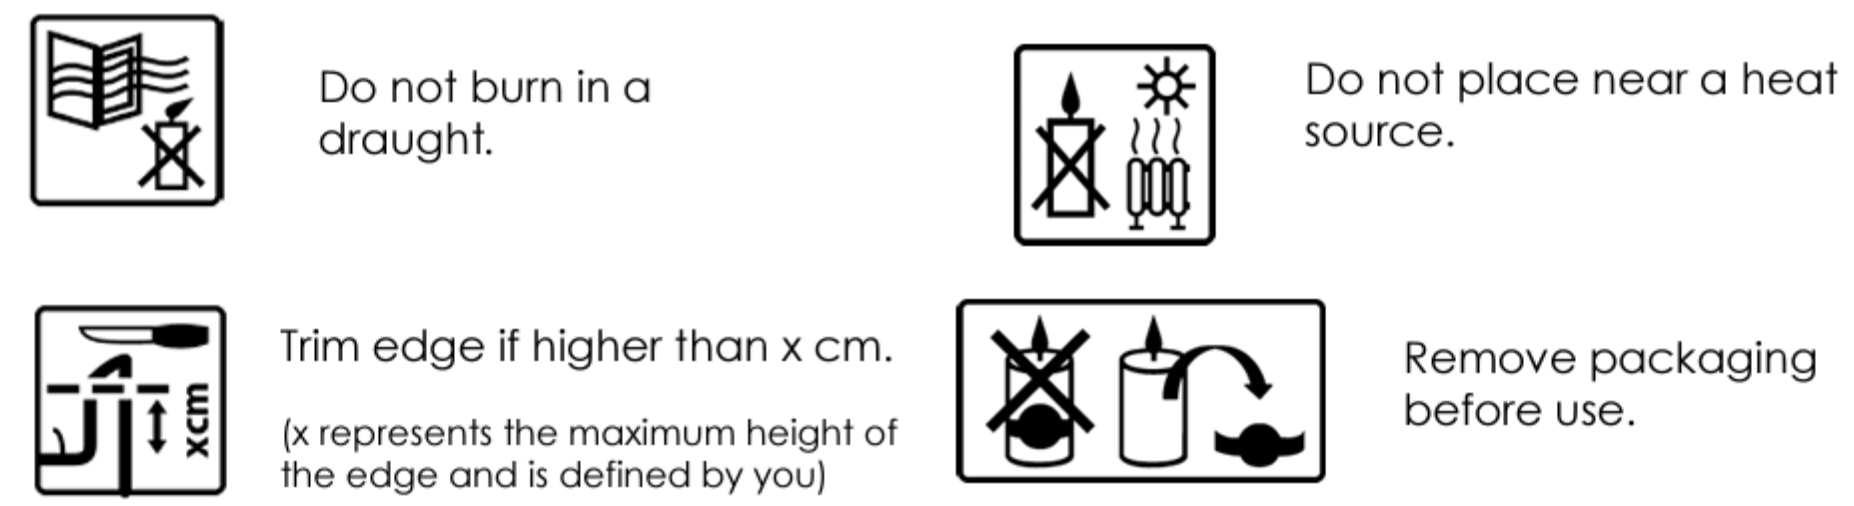 Do not burn in a
draught.
Do not place near a heat
source.
xcm
Trim edge if higher than x cm.
(x represents the maximum height of
the edge and is defined by you)
Remove packaging
before use.